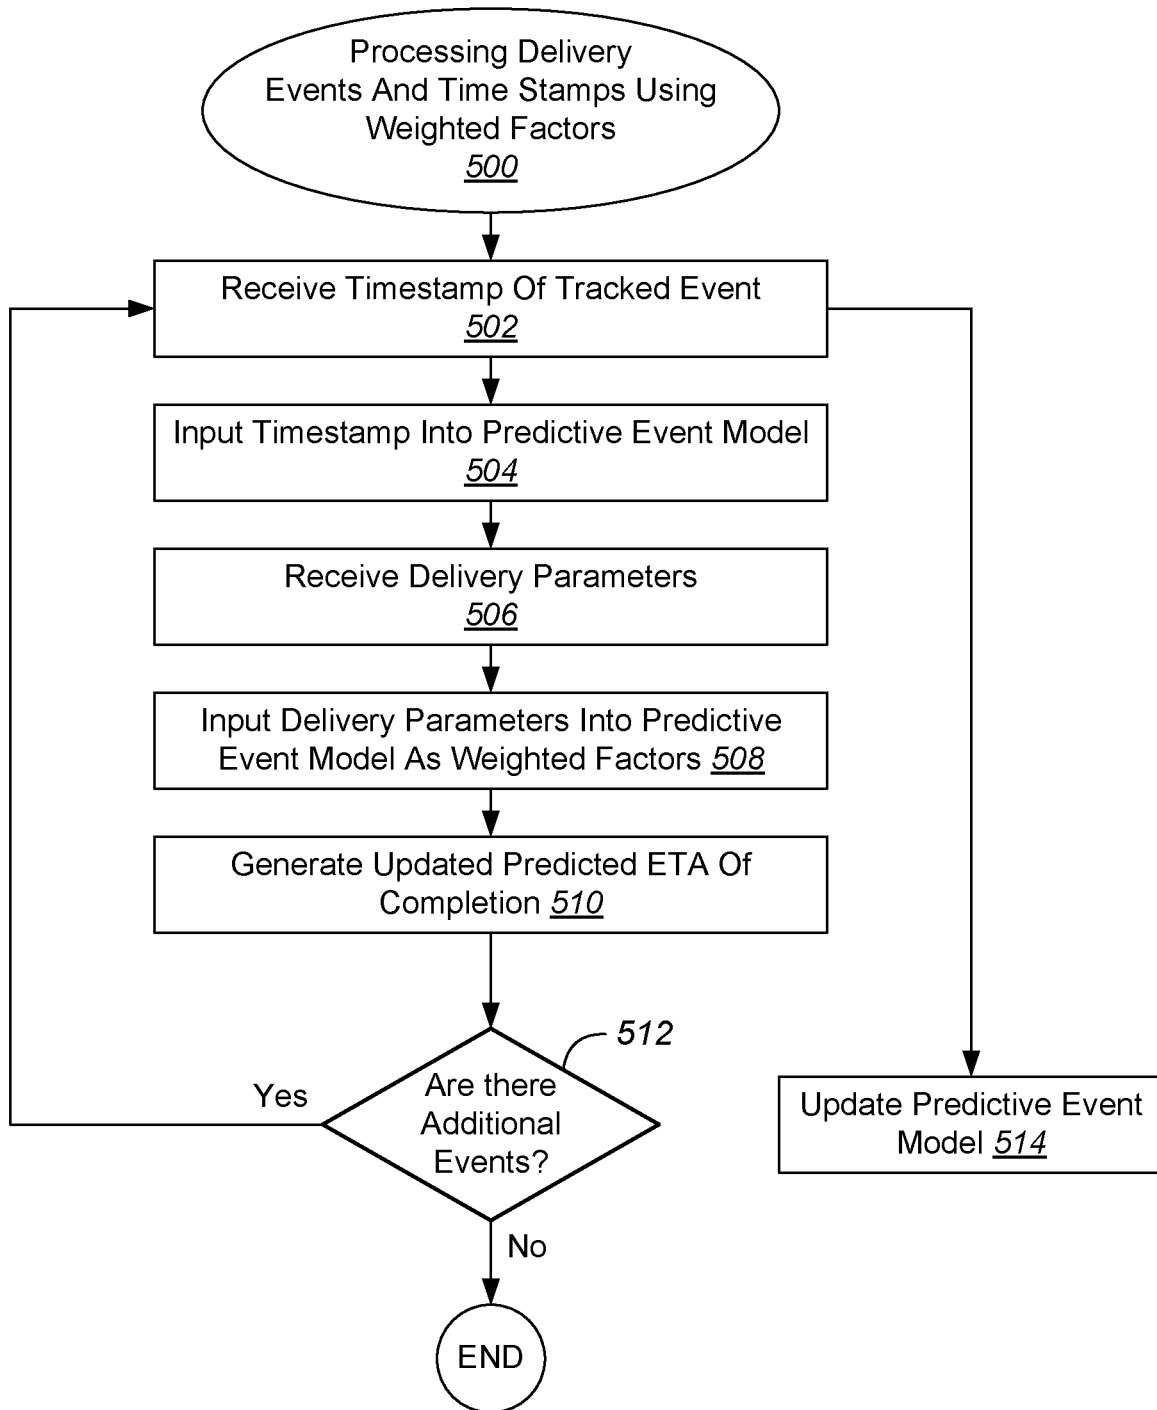 Processing Delivery
Events And Time Stamps Using
Weighted Factors
500
Receive Timestamp Of Tracked Event
502
Input Timestamp Into Predictive Event Model
504
Receive Delivery Parameters
506
Input Delivery Parameters Into Predictive
Event Model As Weighted Factors 508
Generate Updated Predicted ETA Of
Completion 510
512
Are there
Additional
Events?
Yes
No
Update Predictive Event
Model 514
END